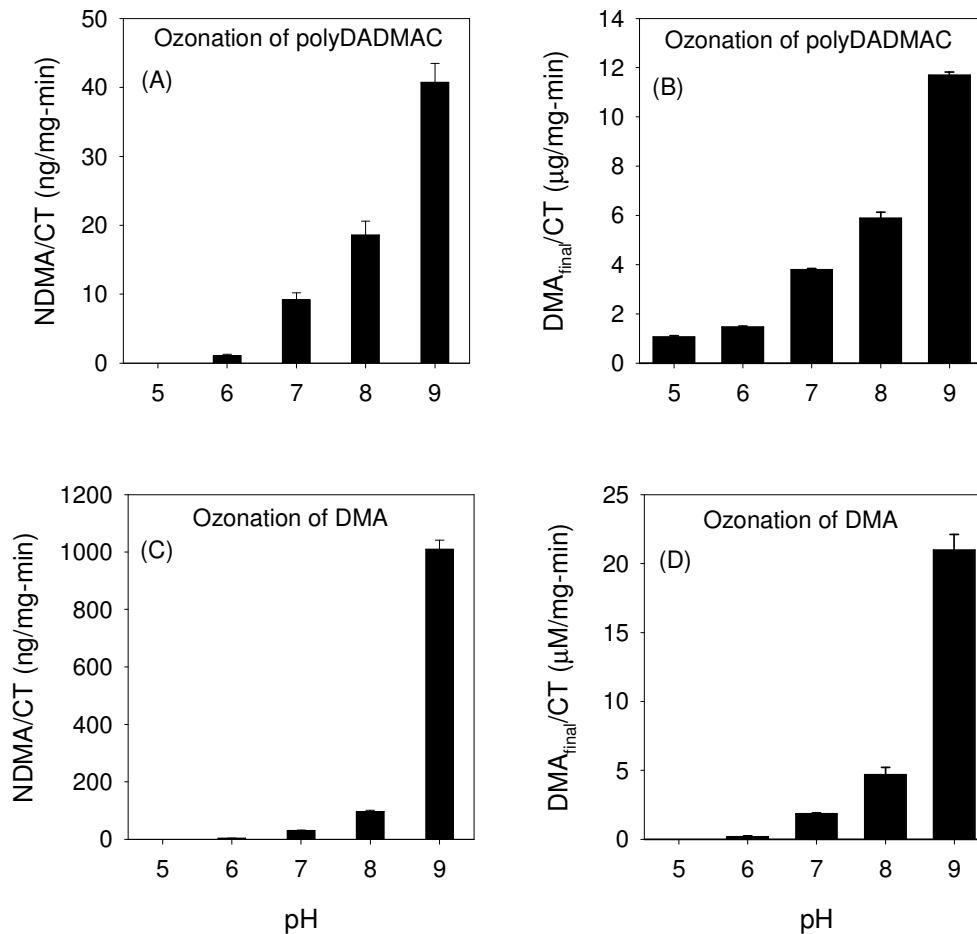 Ozonation of polyDADMAC
(A)
NDMA/CT (ng/mg-min)
50
40
30
20
10
0
5 6 7 8 9
Ozonation of polyDADMAC
(B)
DMAfinal/CT (μg/mg-min)
14
12
10
8
6
4
2
0
5 6 7 8 9
Ozonation of DMA
(C)
NDMA/CT (ng/mg-min)
1200
1000
800
600
400
200
0
5 6 7 8 9
pH
Ozonation of DMA
(D)
DMAfinal/CT (μM/mg-min)
25
20
15
10
5
0
5 6 7 8 9
pH